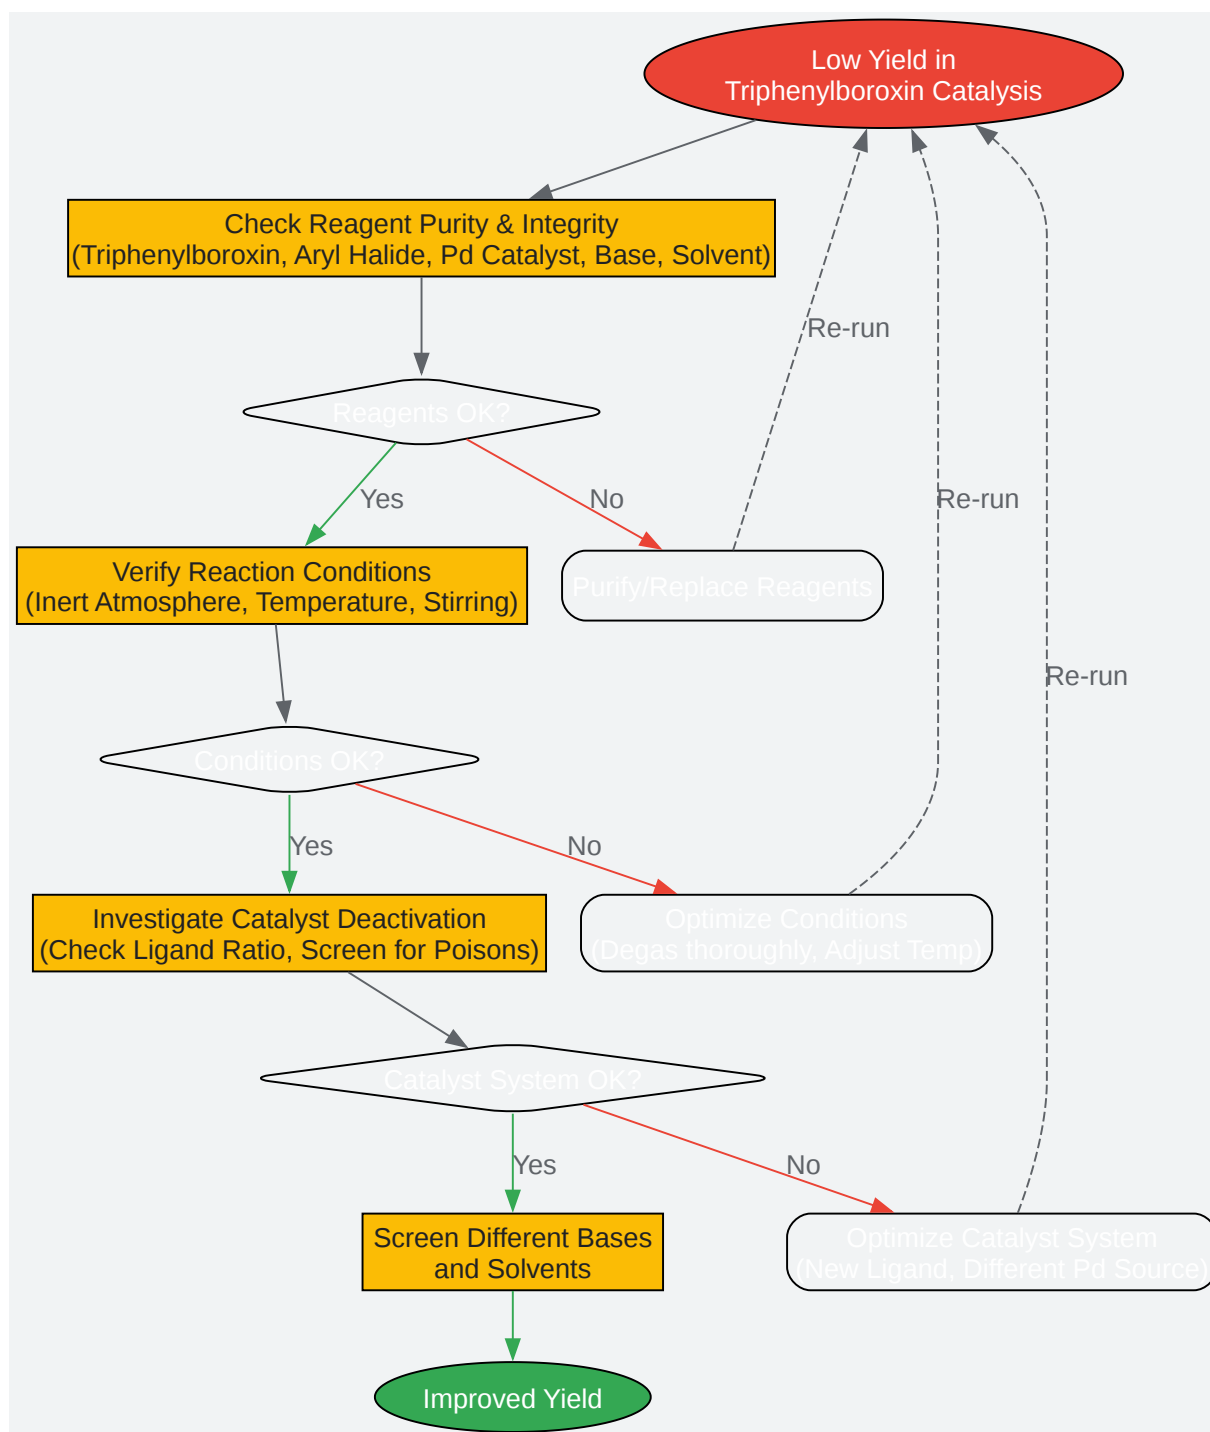 Low Yield in
Triphenylboroxin Catalysis
Check Reagent Purity & Integrity
(Triphenylboroxin, Aryl Halide, Pd Catalyst, Base, Solvent)
Re-run
Reagents OK?
Yes
No
Re-run
Verify Reaction Conditions
(Inert Atmosphere, Temperature, Stirring)
Purify/Replace Reagents
Re-run
Conditions OK?
Yes
No
Investigate Catalyst Deactivation
(Check Ligand Ratio, Screen for Poisons)
Optimize Conditions
(Degas thoroughly, Adjust Temp)
Catalyst System OK?
Yes
No
Screen Different Bases
and Solvents
Optimize Catalyst System
(New Ligand, Different Pd Source)
Improved Yield